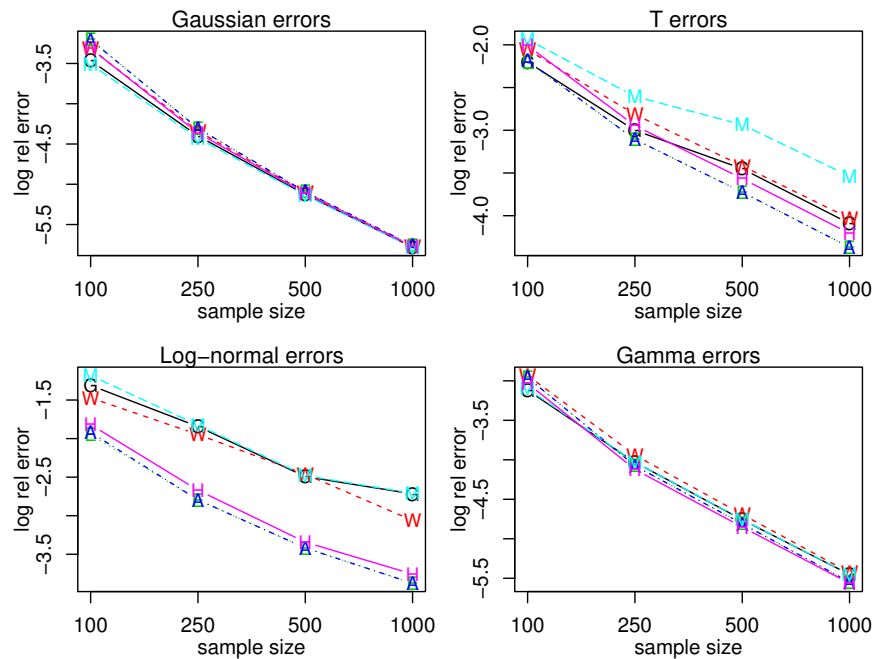 Gaussian errors
log rel error
−3.5
−4.5
−5.5
100 250 500 1000
sample size
G W H M A
T errors
log rel error
−2.0
−3.0
−4.0
100 250 500 1000
sample size
G W H M A
Log−normal errors
log rel error
−1.5
−2.5
−3.5
100 250 500 1000
sample size
G W H M A
Gamma errors
log rel error
−3.5
−4.5
−5.5
100 250 500 1000
sample size
G W H M A